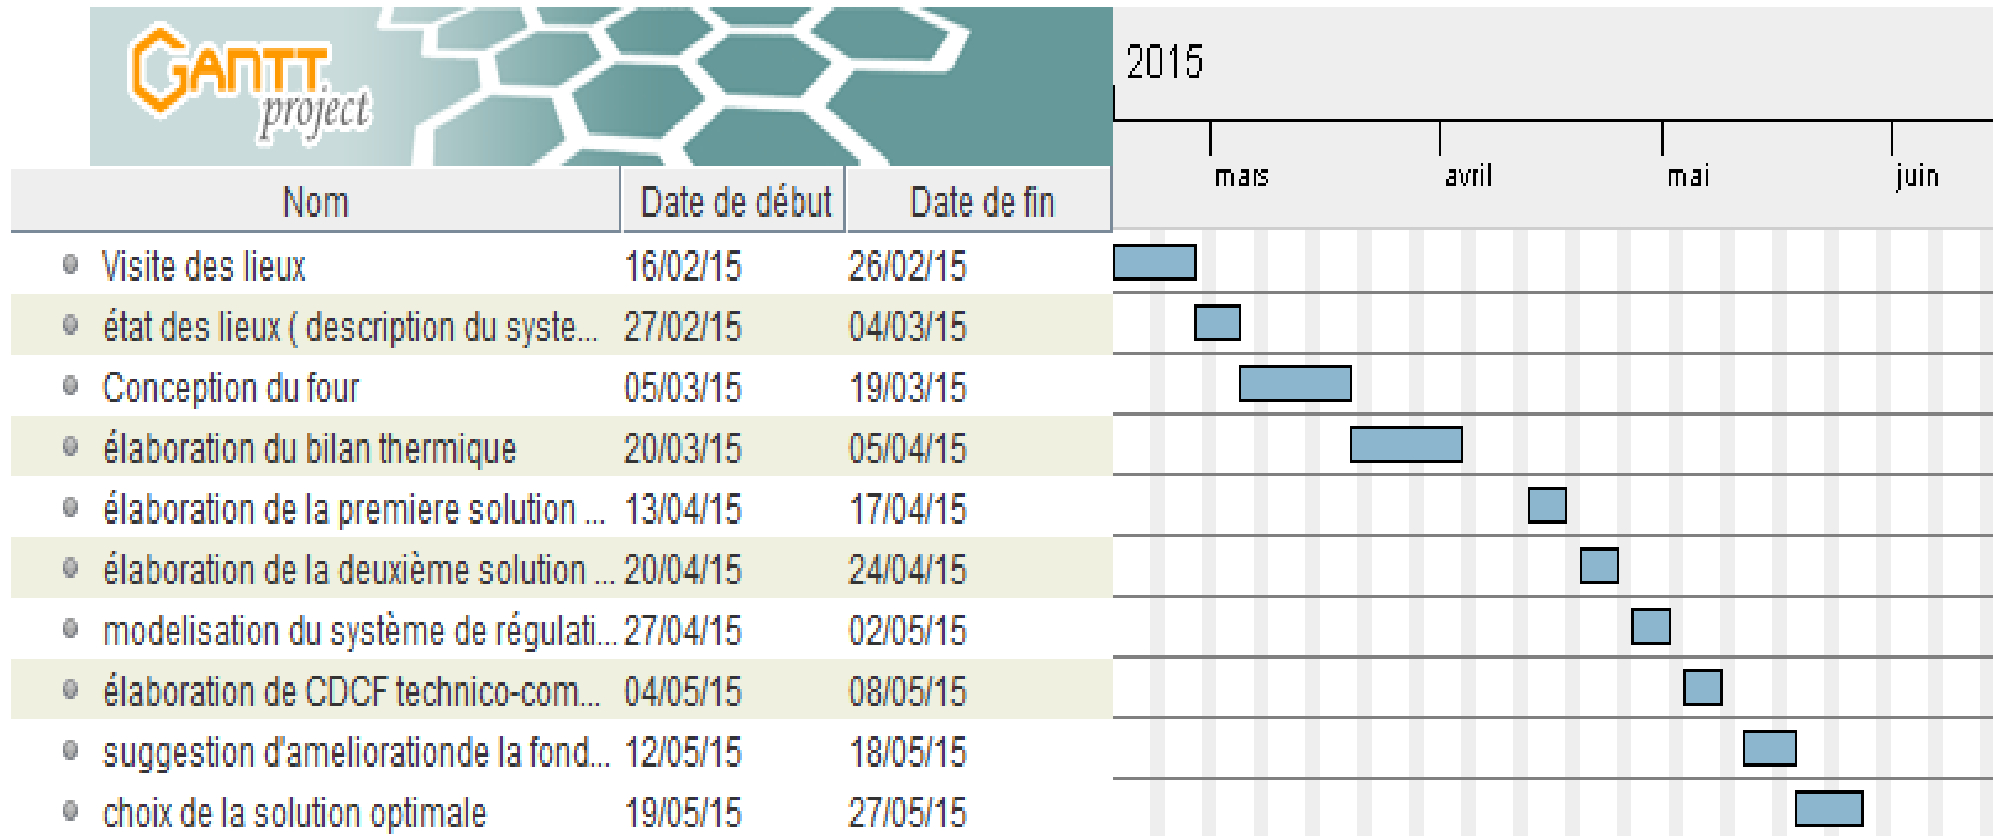 GANTT
project
2015
mars avril mai juin
Nom Date de début Date de fin
Visite des lieux 16/02/15 26/02/15
état des lieux ( description du syste... 27/02/15 04/03/15
Conception du four 05/03/15 19/03/15
élaboration du bilan thermique 20/03/15 05/04/15
élaboration de la premiere solution ... 13/04/15 17/04/15
élaboration de la deuxième solution ... 20/04/15 24/04/15
modelisation du système de régulati... 27/04/15 02/05/15
élaboration de CDCF technico-com... 04/05/15 08/05/15
suggestion d'ameliorationde la fond... 12/05/15 18/05/15
choix de la solution optimale 19/05/15 27/05/15